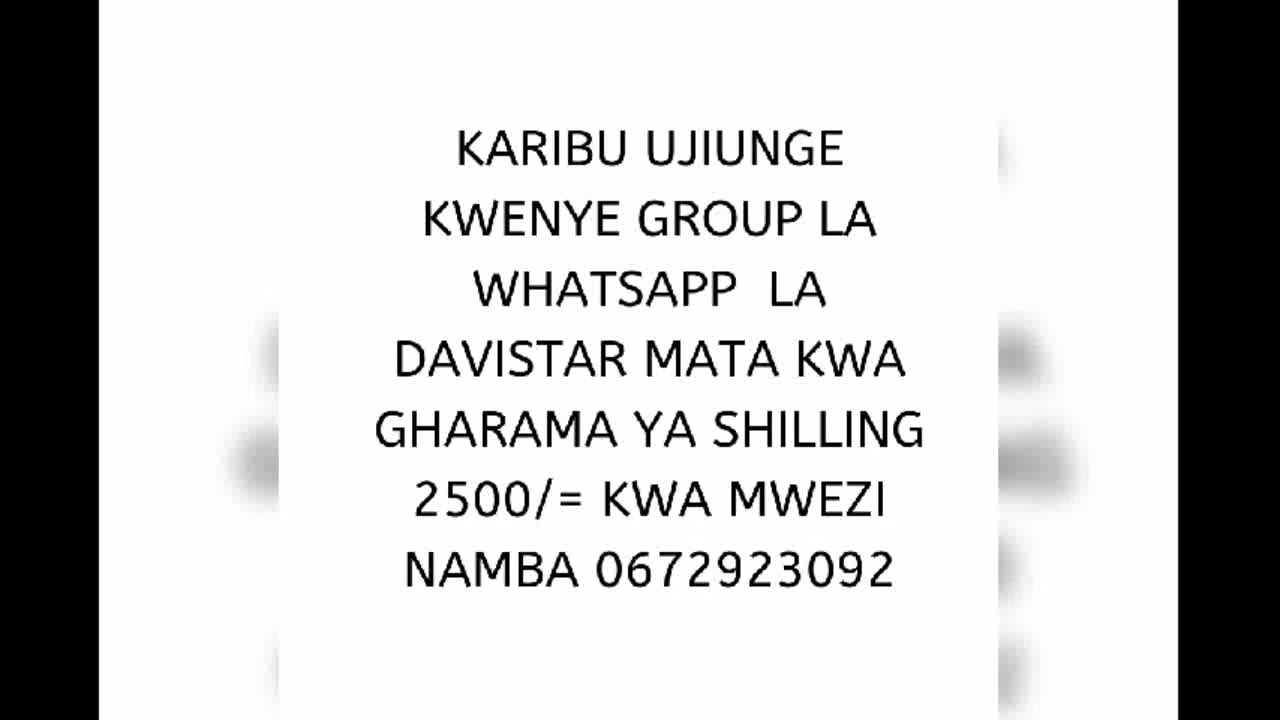 KARIBU UJIUNGE
KWENYE GROUP LA
WHATSAPP LA
DAVISTAR MATA KWA
GHARAMA YA SHILLING
2500/= KWA MWEZI
NAMBA 0672923092